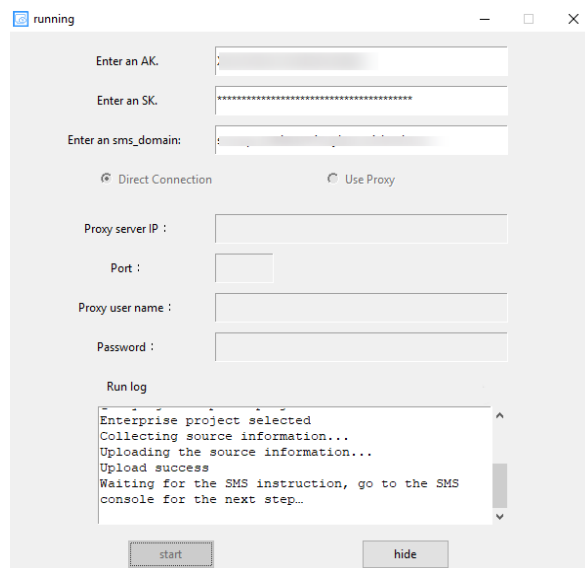 running
Enter an AK.
Enter an SK.
****************************************
Enter an sms_domain:
Direct Connection
Use Proxy
Proxy server IP：
Port：
Proxy user name：
Password：
Run log
Enterprise project selected
Collecting source information...
Uploading the source information...
Upload success
Waiting for the SMS instruction, go to the SMS
console for the next step…
start
hide